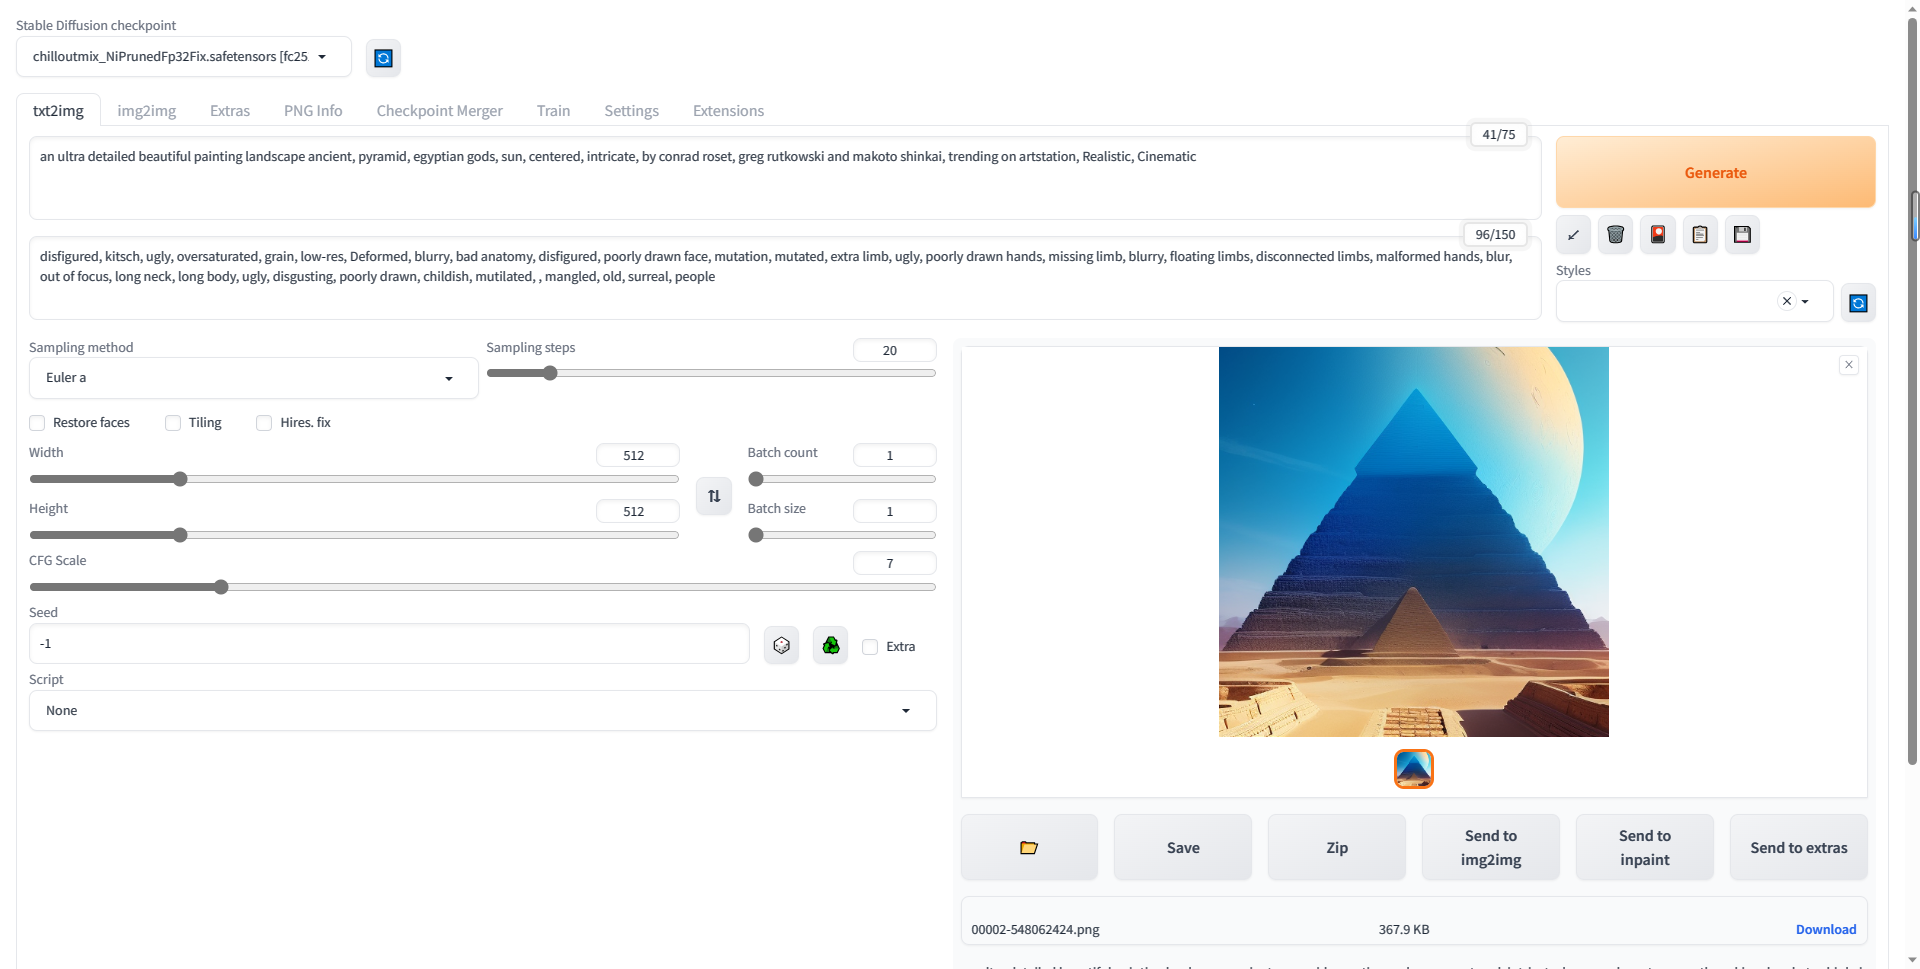 Stable Diffusion checkpoint
chilloutmix_NiPrunedFp32Fix.safetensors [fc25
txt2img img2img Extras PNG Info Checkpoint Merger Train Settings Extensions
41/75
an ultra detailed beautiful painting landscape ancient, pyramid, egyptian gods, sun, centered, intricate, by conrad roset, greg rutkowski and makoto shinkai, trending on artstation, Realistic, Cinematic
Generate
96/150
disfigured, kitsch, ugly, oversaturated, grain, low-res, Deformed, blurry, bad anatomy, disfigured, poorly drawn face, mutation, mutated, extra limb, ugly, poorly drawn hands, missing limb, blurry, floating limbs, disconnected limbs, malformed hands, blur,
out of focus, long neck, long body, ugly, disgusting, poorly drawn, childish, mutilated, , mangled, old, surreal, people
Styles
Sampling method
Euler a
Sampling steps
20
Restore faces Tiling Hires. fix
Width
512
Batch count
1
Height
512
Batch size
1
CFG Scale
7
Seed
-1
Extra
Script
None
Save
Zip
Send to
img2img
Send to
inpaint
Send to extras
00002-548062424.png 367.9 KB Download